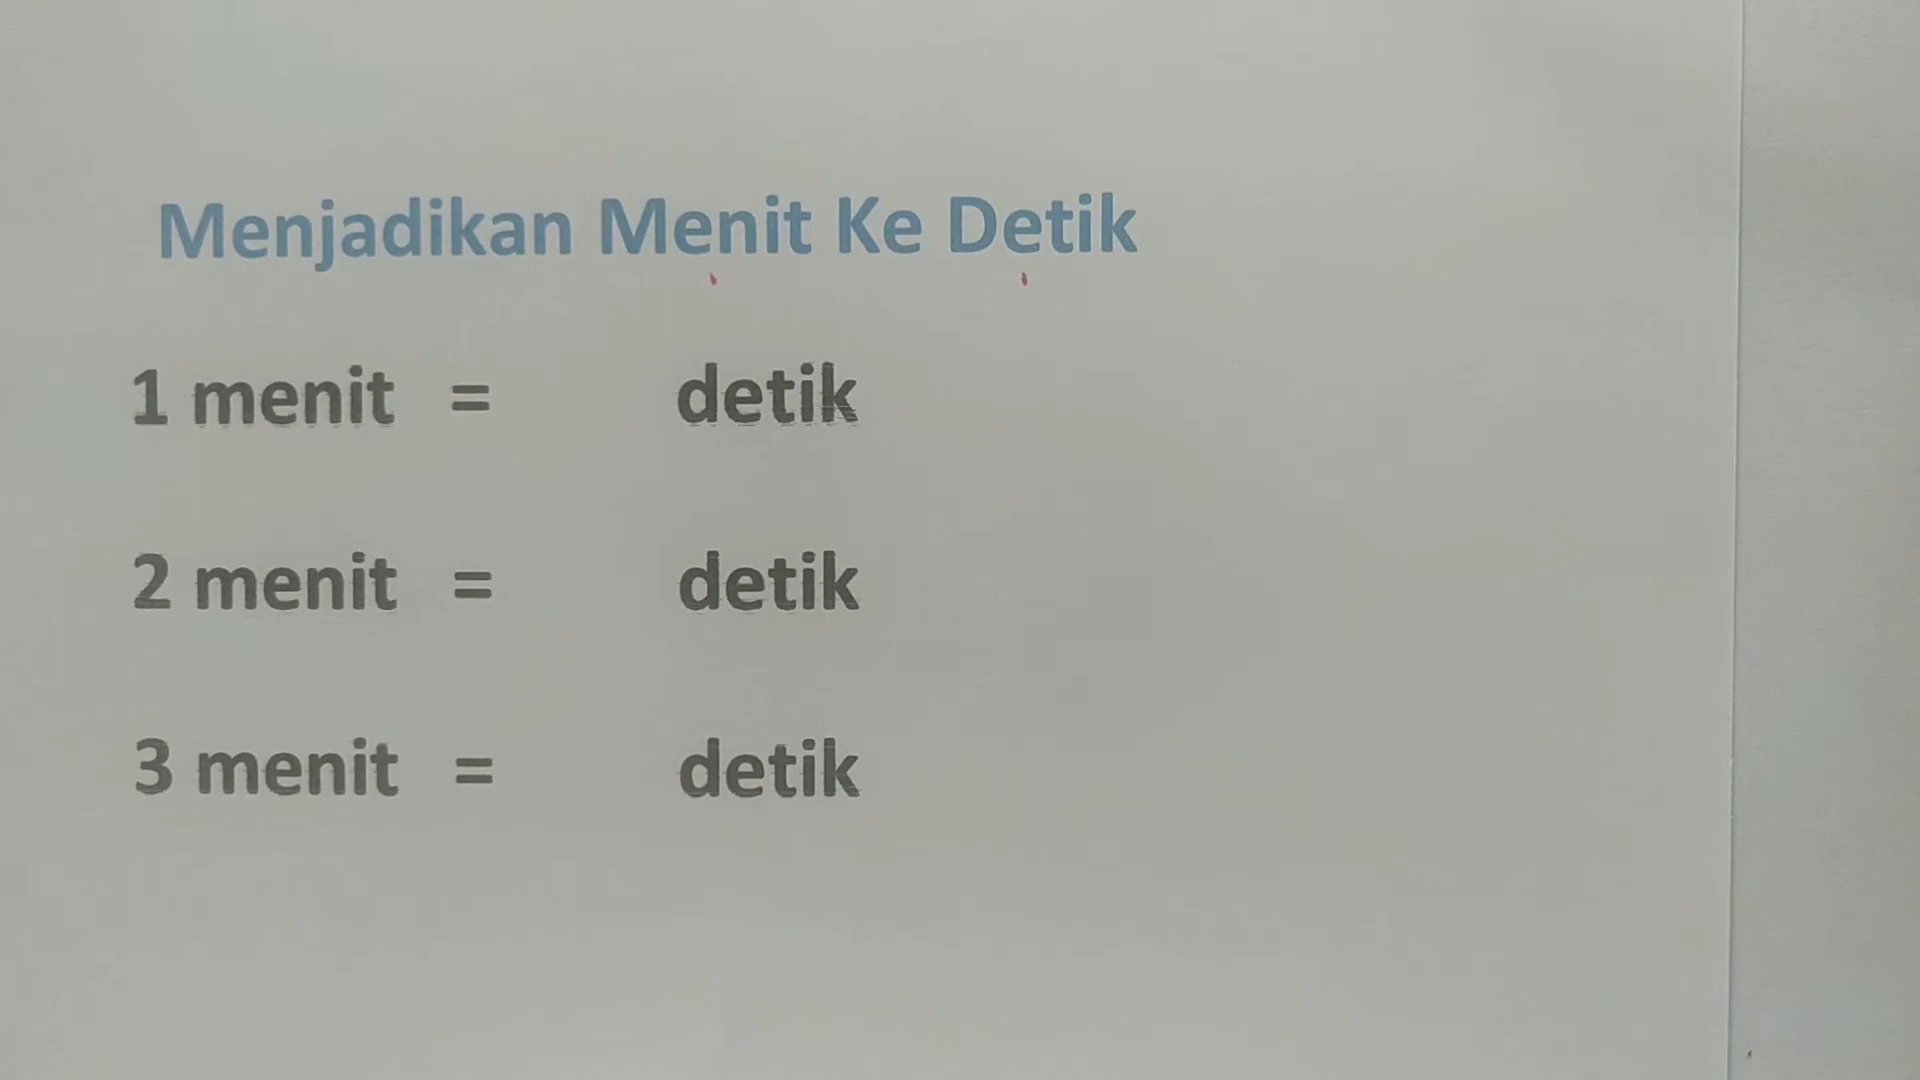 Menjadikan Menit Ke Detik
1 menit = detik
2 menit = detik
3 menit = detik